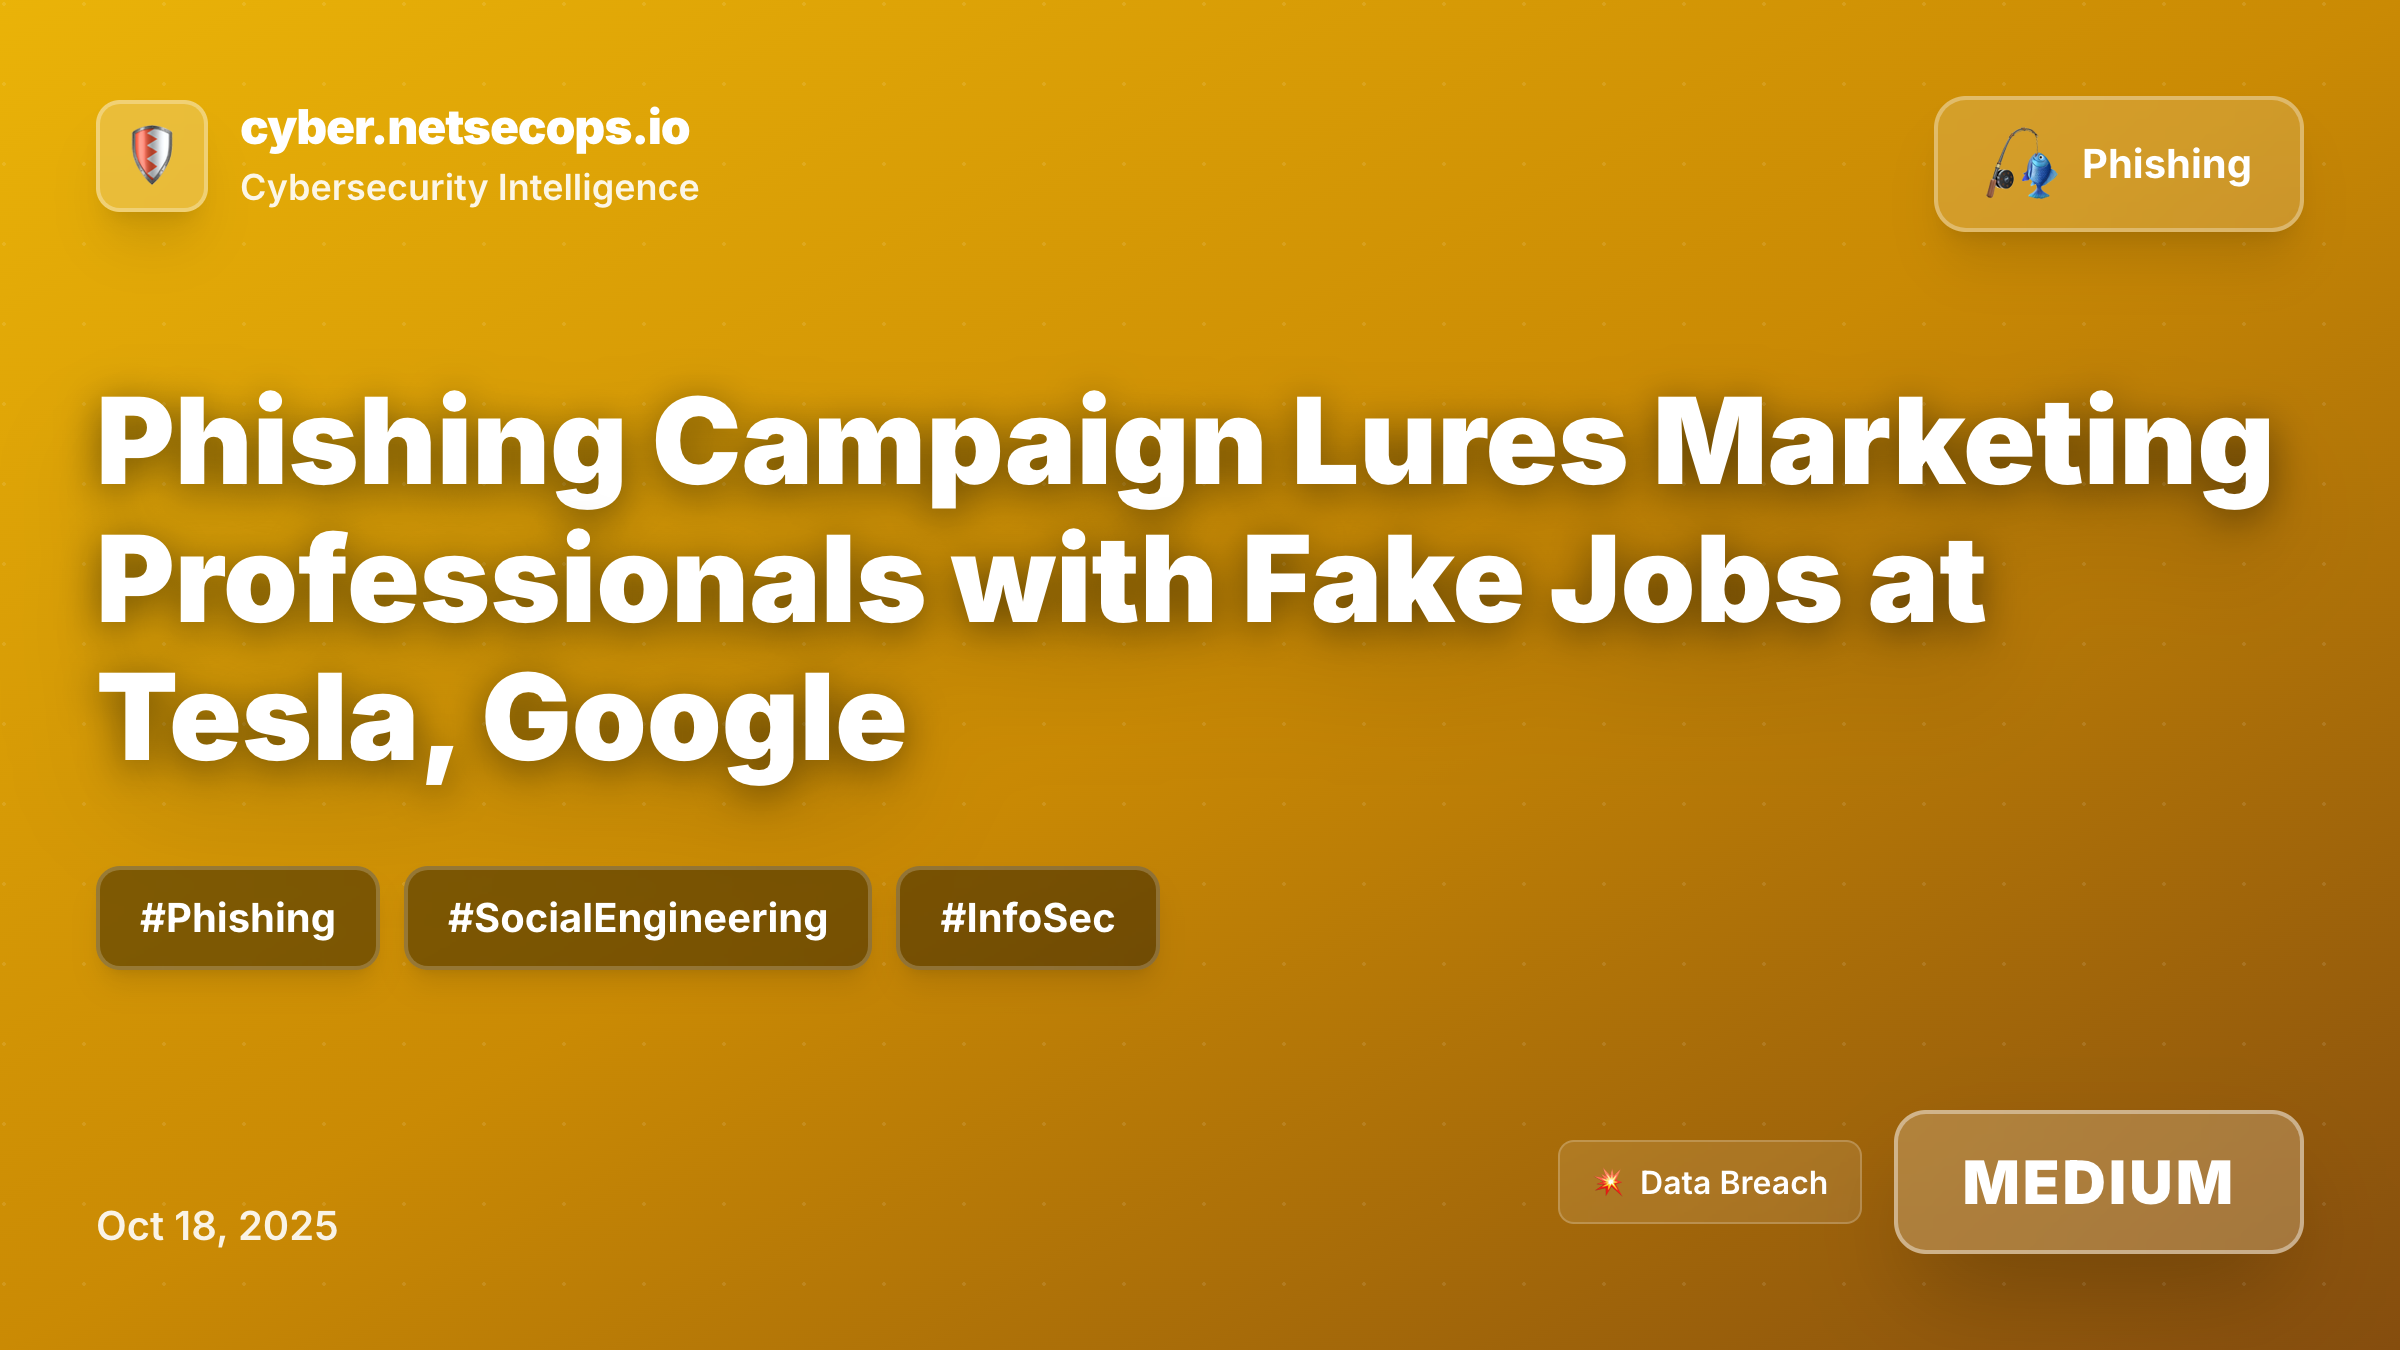 cyber.netsecops.io
Cybersecurity Intelligence
Phishing
Phishing Campaign Lures Marketing
Professionals with Fake Jobs at
Tesla, Google
#Phishing
#SocialEngineering
#InfoSec
Data Breach
MEDIUM
Oct 18, 2025